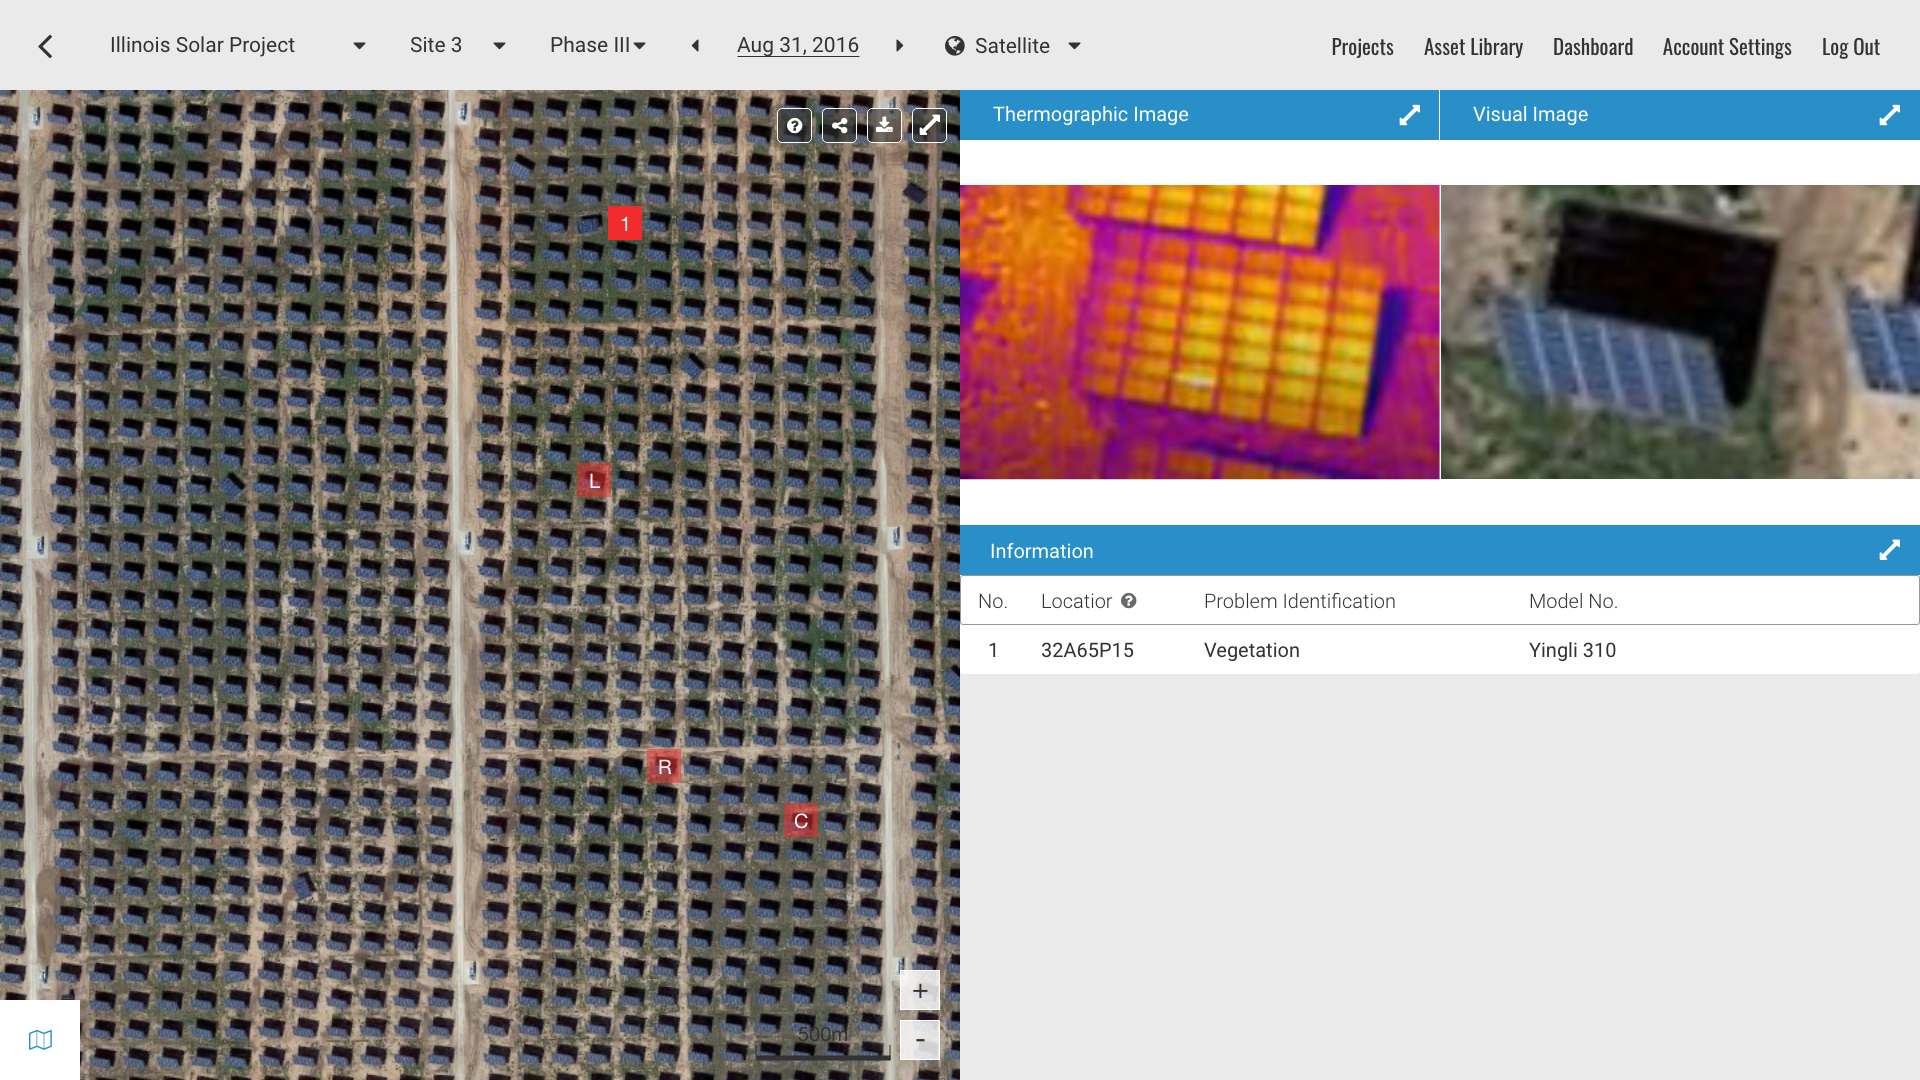 Illinois Solar Project
Site 3
Phase III
Aug 31, 2016
Satellite
Projects
Asset Library
Dashboard
Account Settings
Log Out
1
L
R
C
500m
+
-
Thermographic Image
Visual Image
Information
No. Locatior Problem Identification Model No.
1 32A65P15 Vegetation Yingli 310